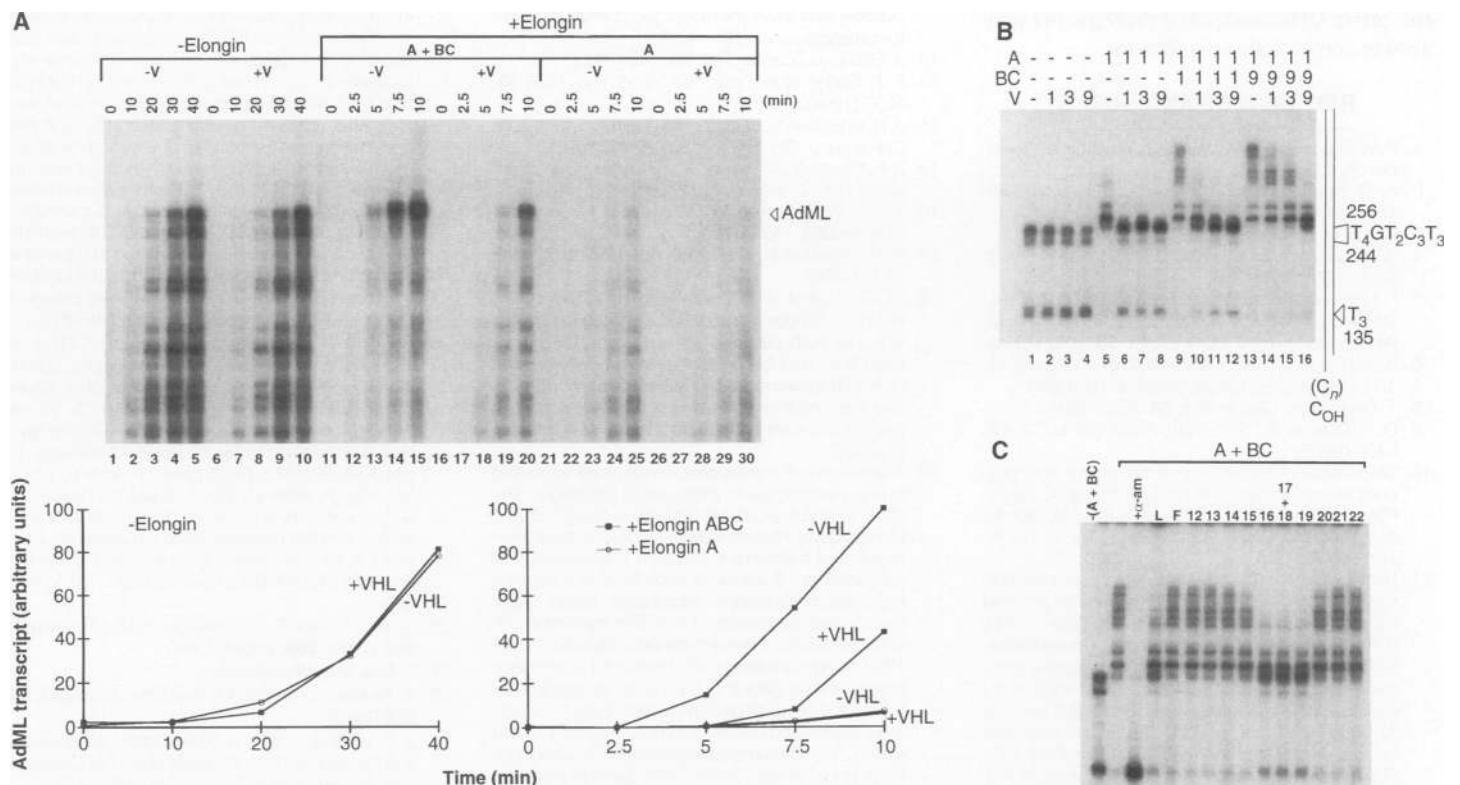 A
-Elongin
+Elongin
A + BC
A
-V +V -V +V -V +V
0 10 20 30 40 0 10 20 30 40 0 2.5 5 7.5 10 0 2.5 5 7.5 10 (min) 0 2.5 5 7.5 10 0 2.5 5 7.5 10
AdML
1 2 3 4 5 6 7 8 9 10 11 12 13 14 15 16 17 18 19 20 21 22 23 24 25 26 27 28 29 30
AdML transcript (arbitrary units)
100
80
60
40
20
0
-Elongin
+VHL
-VHL
0 10 20 30 40
100
80
60
40
20
0
+Elongin ABC
+Elongin A
-VHL
+VHL
-VHL
+VHL
0 2.5 5 7.5 10
Time (min)
B
A - - - - 1 1 1 1 1 1 1 1 1 1 1 1
BC - - - - - - - - 1 1 1 1 9 9 9 9
V - 1 3 9 - 1 3 9 - 1 3 9 - 1 3 9
256
T4GT2C3T3
244
T3
135
1 2 3 4 5 6 7 8 9 10 11 12 13 14 15 16
(Cn)
COH
C
A + BC
-(A + BC)
+α-am
L F 12 13 14 15 16 17 + 18 19 20 21 22